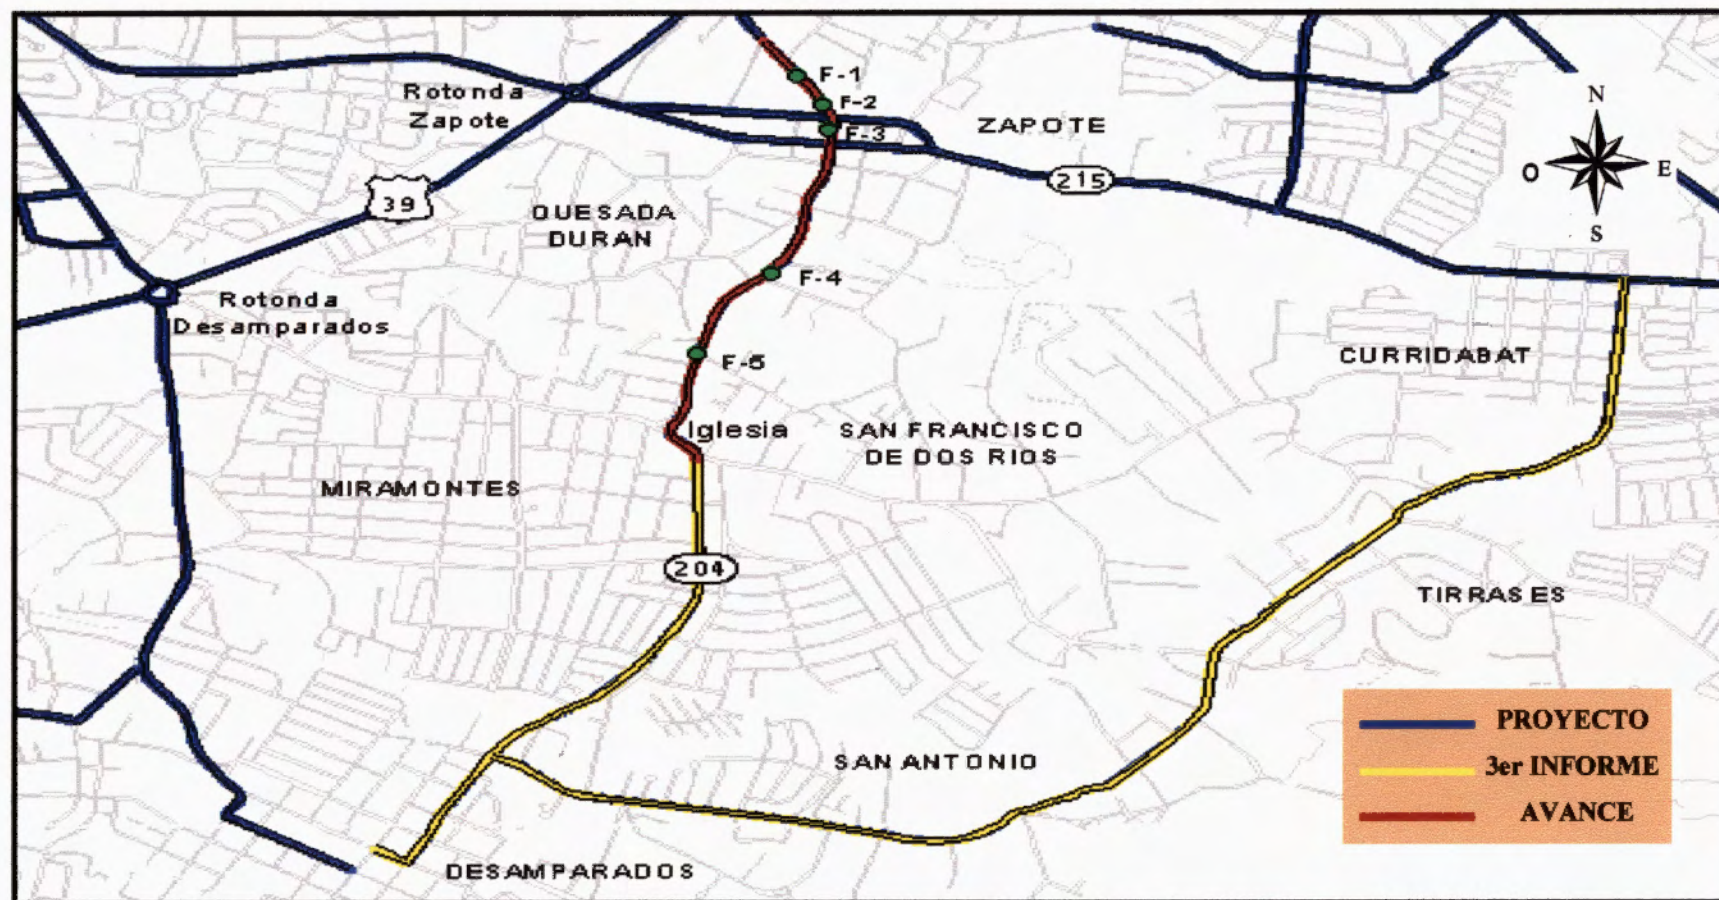 F-1
Rotonda
Zapote
F-2
F-3
ZAPOTE
N
O
E
S
215
39
QUESADA
DURAN
F-4
Rotonda
Desamparados
F-5
CURRIDABAT
Iglesia
SAN FRANCISCO
DE DOS RIOS
MIRAMONTES
204
TIRRASES
SAN ANTONIO
DESAMPARADOS
PROYECTO
3er INFORME
AVANCE